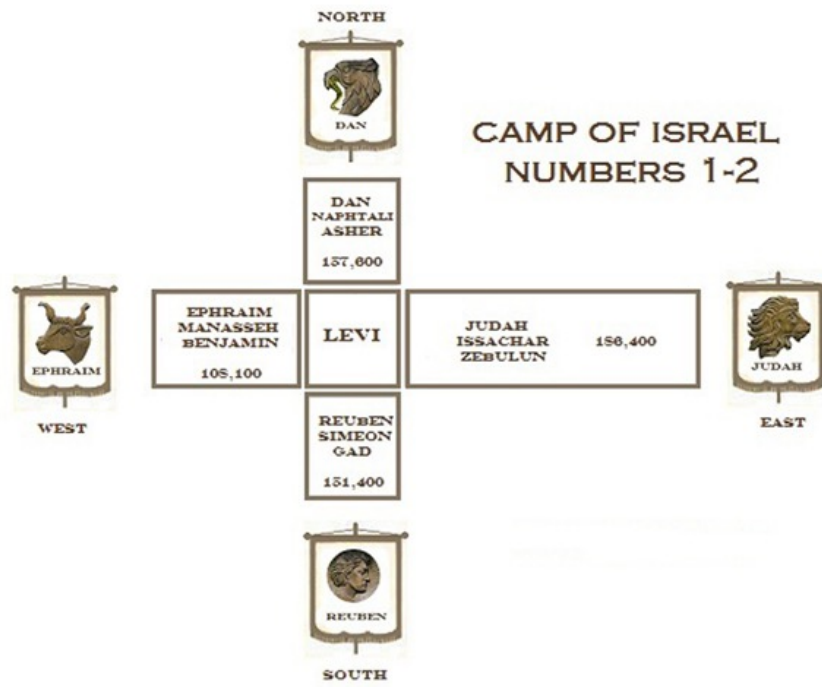 NORTH
DAN
CAMP OF ISRAEL
NUMBERS 1-2
DAN
NAPHTALI
ASHER
157,600
EPHRAIM
WEST
EPHRAIM
MANASSEH
BENJAMIN
108,100
LEVI
JUDAH
ISSACHAR
ZEBULUN
186,400
JUDAH
EAST
REUBEN
SIMEON
GAD
151,400
REUBEN
SOUTH